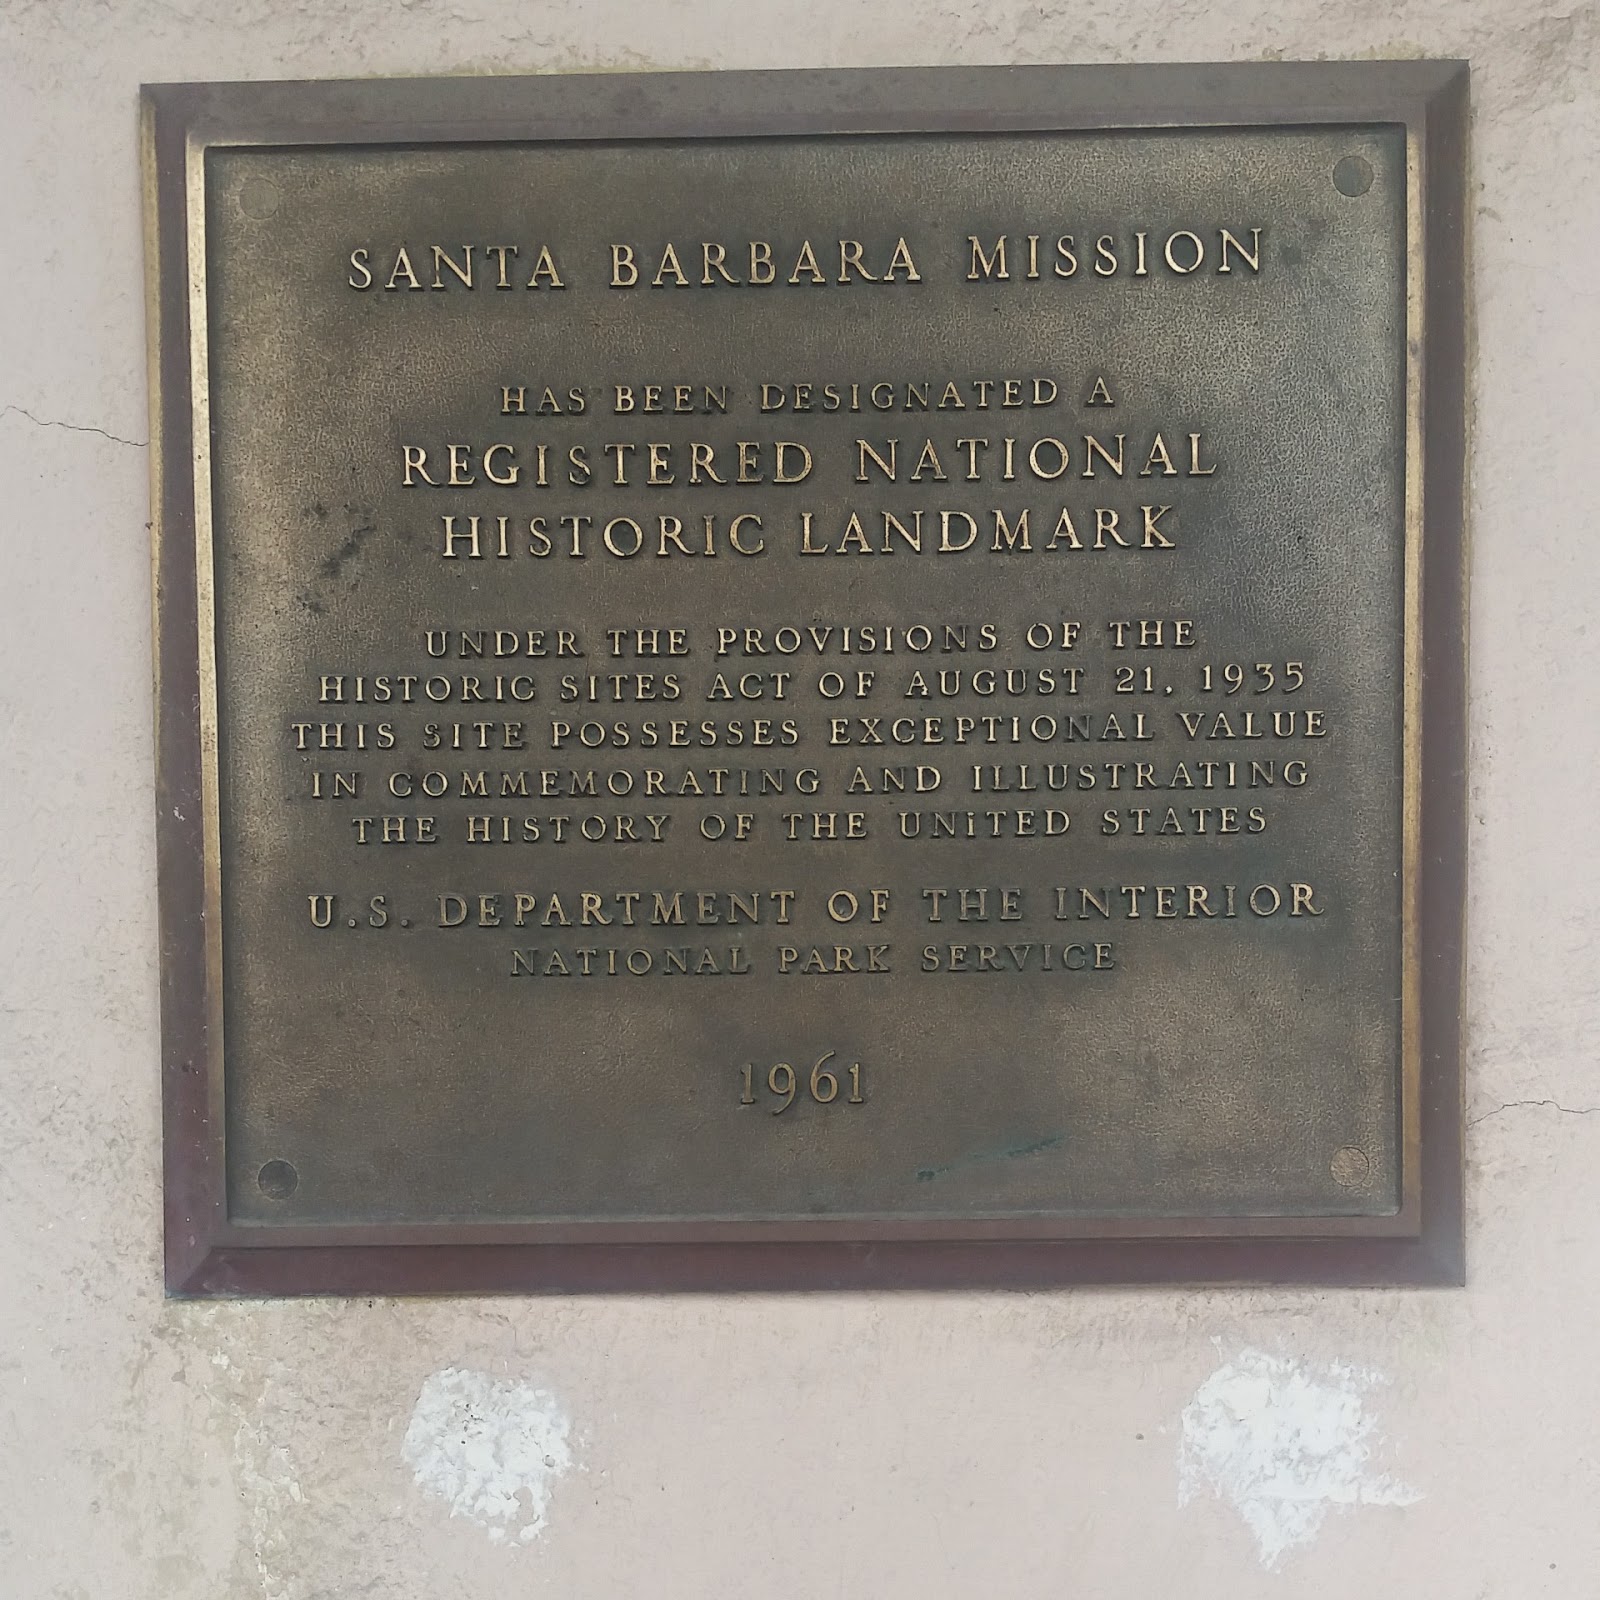 SANTA BARBARA MISSION
HAS BEEN DESIGNATED A
REGISTERED NATIONAL
HISTORIC LANDMARK
UNDER THE PROVISIONS OF THE
HISTORIC SITES ACT OF AUGUST 21, 1935
THIS SITE POSSESSES EXCEPTIONAL VALUE
IN COMMEMORATING AND ILLUSTRATING
THE HISTORY OF THE UNiTED STATES
U.S. DEPARTMENT OF THE INTERIOR
NATIONAL PARK SERVICE
1961